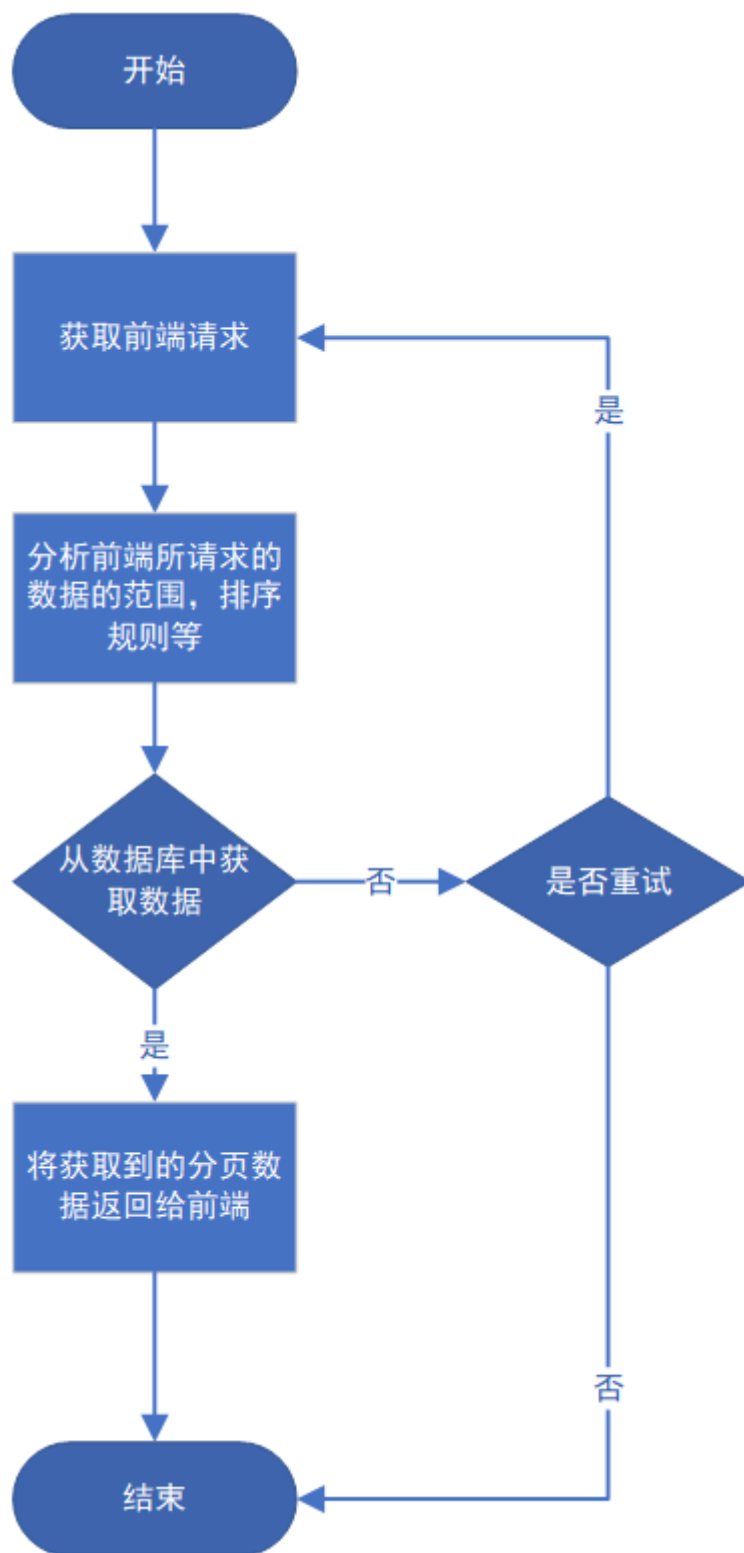 开始
获取前端请求
是
分析前端所请求的
数据的范围，排序
规则等
从数据库中获
取数据
否
是否重试
是
将获取到的分页数
据返回给前端
否
结束